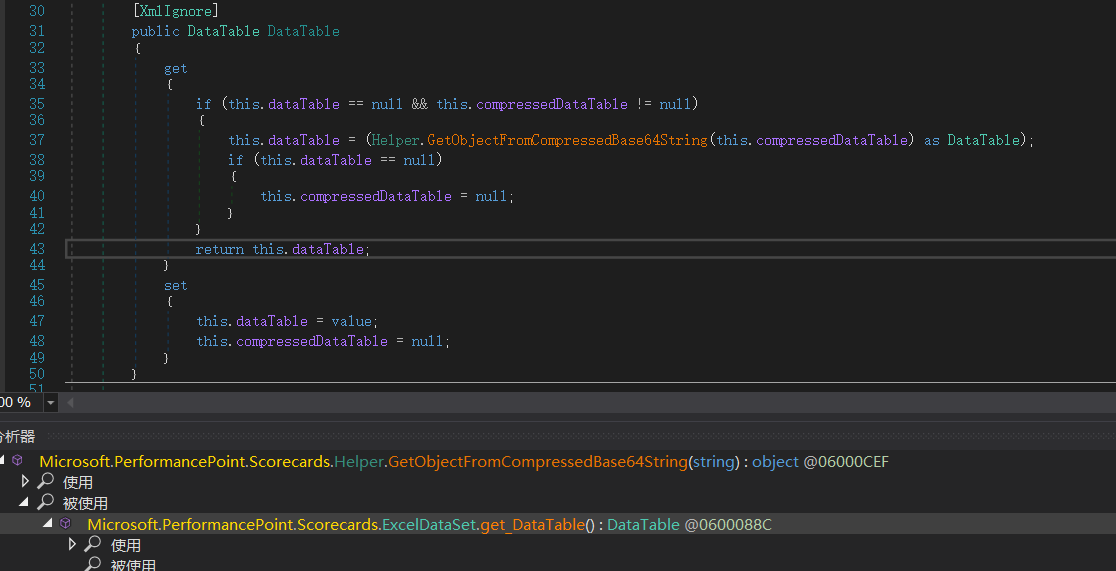 30 [XmlIgnore]
31 public DataTable DataTable
32 {
33 get
34 {
35 if (this.dataTable == null && this.compressedDataTable != null)
36 {
37 this.dataTable = (Helper.GetObjectFromCompressedBase64String(this.compressedDataTable) as DataTable);
38 if (this.dataTable == null)
39 {
40 this.compressedDataTable = null;
41 }
42 }
43 return this.dataTable;
44 }
45 set
46 {
47 this.dataTable = value;
48 this.compressedDataTable = null;
49 }
50 }
51
00 %
分析器
Microsoft.PerformancePoint.Scorecards.Helper.GetObjectFromCompressedBase64String(string) : object @06000CEF
使用
被使用
Microsoft.PerformancePoint.Scorecards.ExcelDataSet.get_DataTable() : DataTable @0600088C
使用
被使用